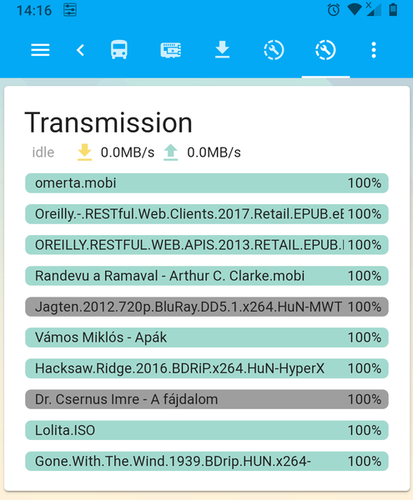 14:16
Transmission
idle 0.0MB/s 0.0MB/s
omerta.mobi 100%
Oreilly.-.RESTful.Web.Clients.2017.Retail.EPUB.eB 100%
OREILLY.RESTFUL.WEB.APIS.2013.RETAIL.EPUB. 100%
Randevu a Ramaval - Arthur C. Clarke.mobi 100%
Jagten.2012.720p.BluRay.DD5.1.x264.HuN-MWT 100%
Vámos Miklós - Apák 100%
Hacksaw.Ridge.2016.BDRiP.x264.HuN-HyperX 100%
Dr. Csernus Imre - A fájdalom 100%
Lolita.ISO 100%
Gone.With.The.Wind.1939.BDrip.HUN.x264- 100%